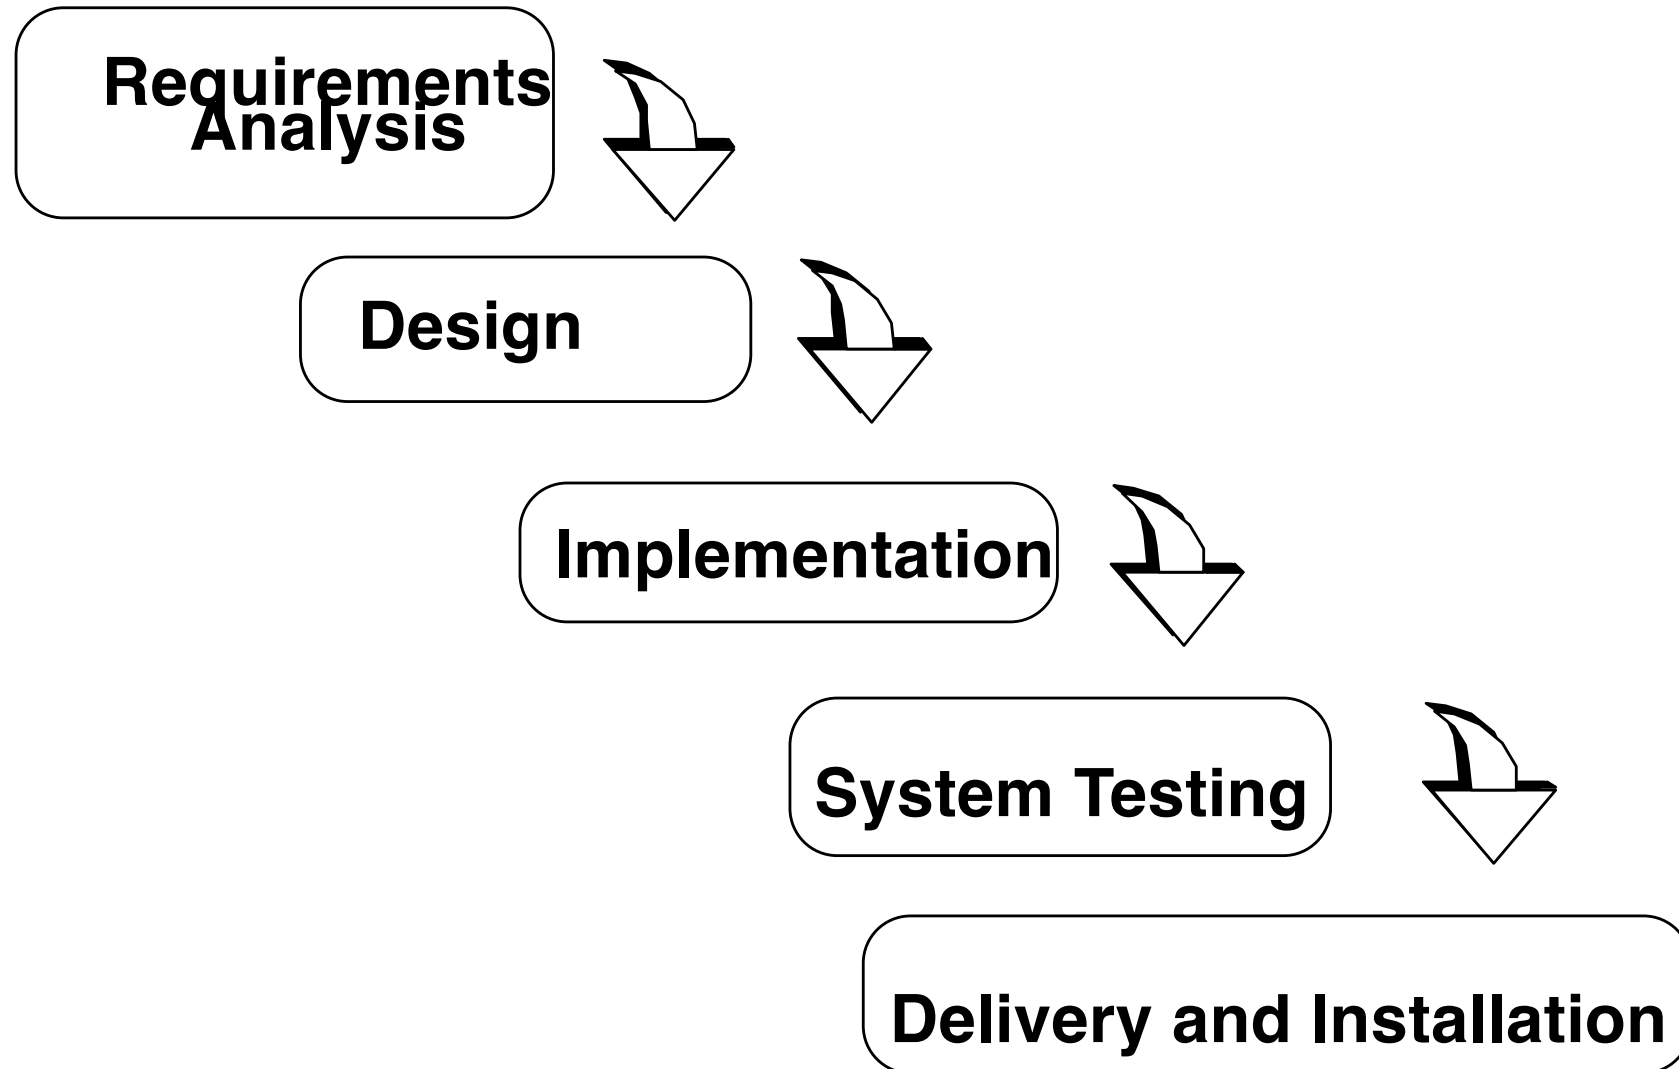 Requirements
Analysis
Design
Implementation
System Testing
Delivery and Installation